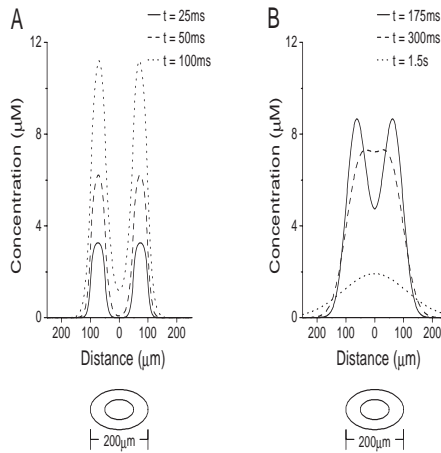 A
t = 25ms
t = 50ms
t = 100ms
12
8
4
0
Concentration (μM)
200 100 0 100 200
Distance (μm)
200μm
B
t = 175ms
t = 300ms
t = 1.5s
12
8
4
0
Concentration (μM)
200 100 0 100 200
Distance (μm)
200μm